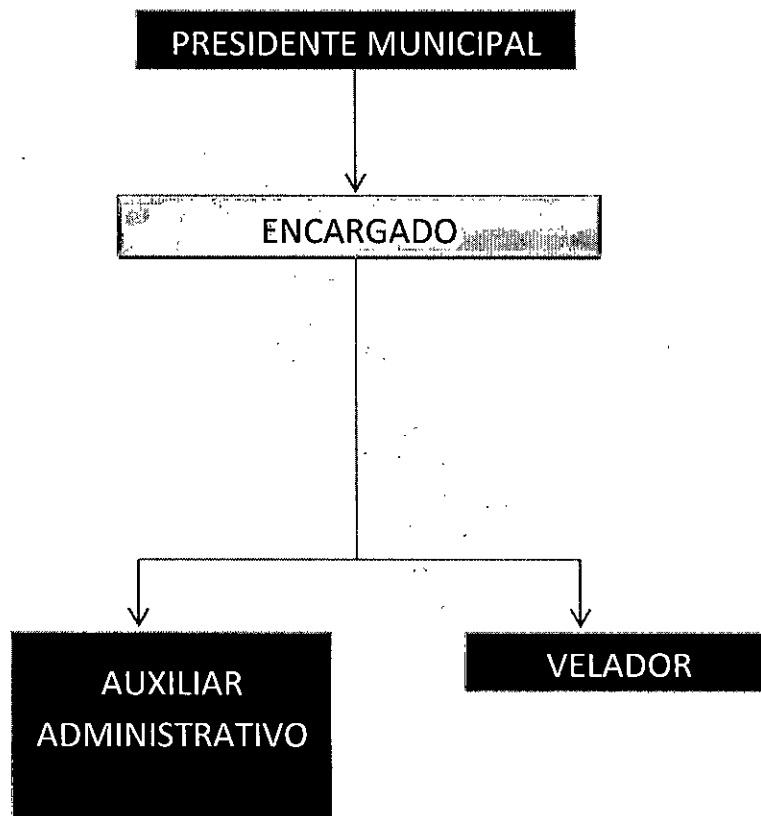 PRESIDENTE MUNICIPAL
ENCARGADO
AUXILIAR
ADMINISTRATIVO
VELADOR